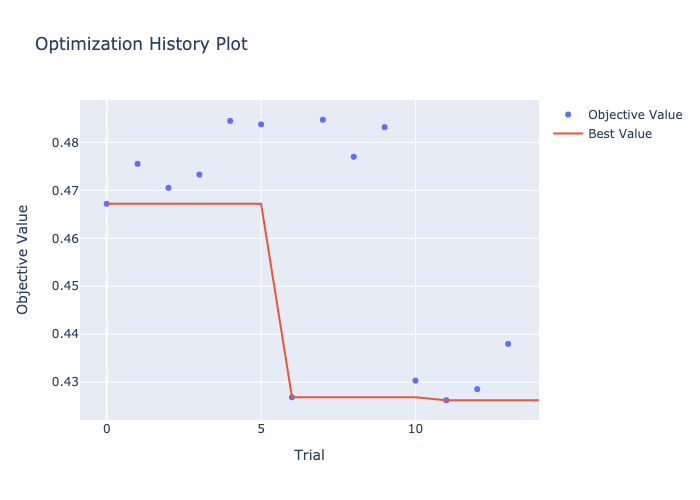 Optimization History Plot
Objective Value
Best Value
0.48
0.47
0.46
0.45
0.44
0.43
Objective Value
0
5
10
Trial